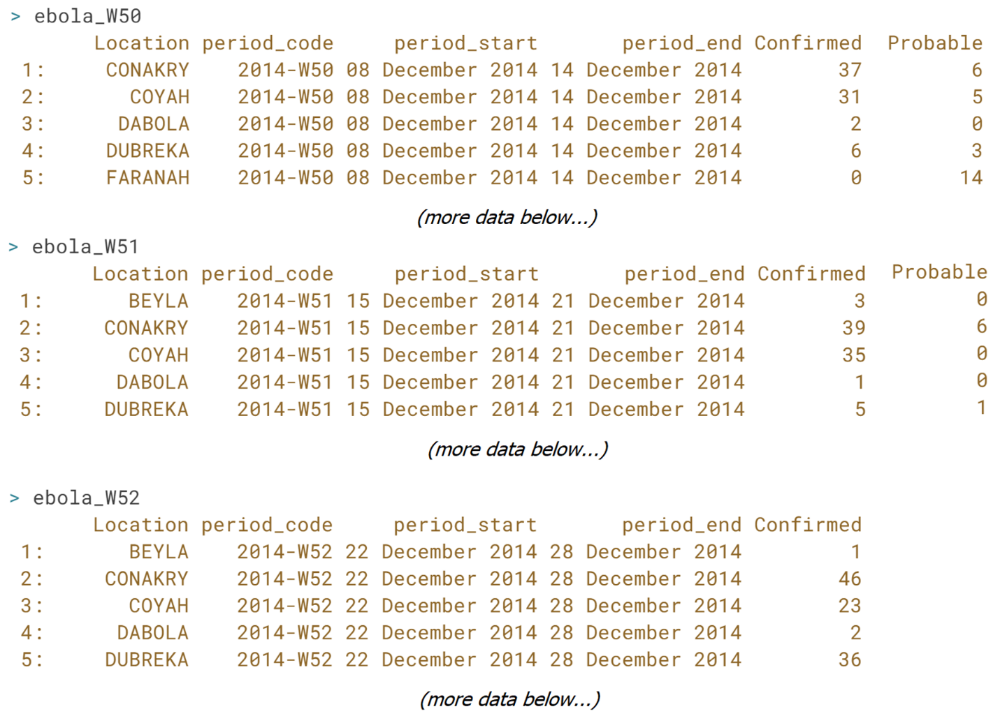 > ebola_W50
Location period_code period_start period_end Confirmed Probable
1: CONAKRY 2014-W50 08 December 2014 14 December 2014 37 6
2: COYAH 2014-W50 08 December 2014 14 December 2014 31 5
3: DABOLA 2014-W50 08 December 2014 14 December 2014 2 0
4: DUBREKA 2014-W50 08 December 2014 14 December 2014 6 3
5: FARANAH 2014-W50 08 December 2014 14 December 2014 0 14
(more data below...)
> ebola_W51
Location period_code period_start period_end Confirmed Probable
1: BEYLA 2014-W51 15 December 2014 21 December 2014 3 0
2: CONAKRY 2014-W51 15 December 2014 21 December 2014 39 6
3: COYAH 2014-W51 15 December 2014 21 December 2014 35 0
4: DABOLA 2014-W51 15 December 2014 21 December 2014 1 0
5: DUBREKA 2014-W51 15 December 2014 21 December 2014 5 1
(more data below...)
> ebola_W52
Location period_code period_start period_end Confirmed
1: BEYLA 2014-W52 22 December 2014 28 December 2014 1
2: CONAKRY 2014-W52 22 December 2014 28 December 2014 46
3: COYAH 2014-W52 22 December 2014 28 December 2014 23
4: DABOLA 2014-W52 22 December 2014 28 December 2014 2
5: DUBREKA 2014-W52 22 December 2014 28 December 2014 36
(more data below...)